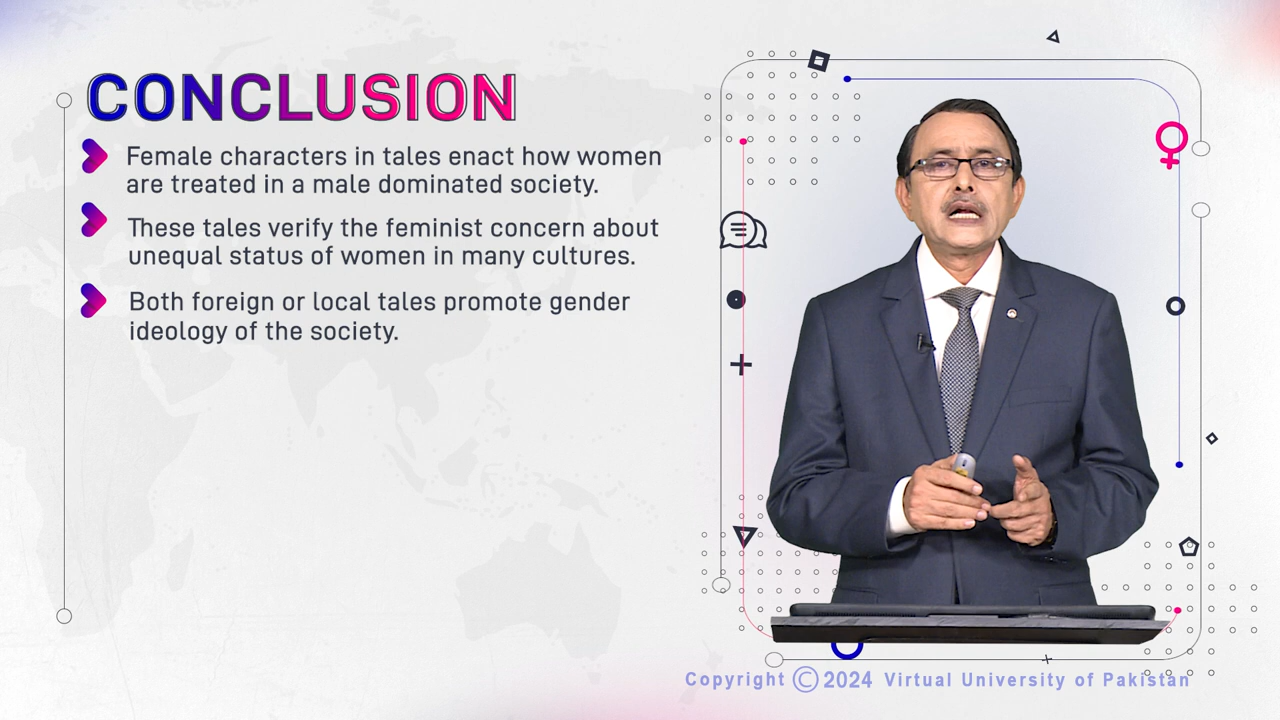 CONCLUSION
Female characters in tales enact how women
are treated in a male dominated society.
These tales verify the feminist concern about
unequal status of women in many cultures.
Both foreign or local tales promote gender
ideology of the society.
Copyright © 2024 Virtual University of Pakistan